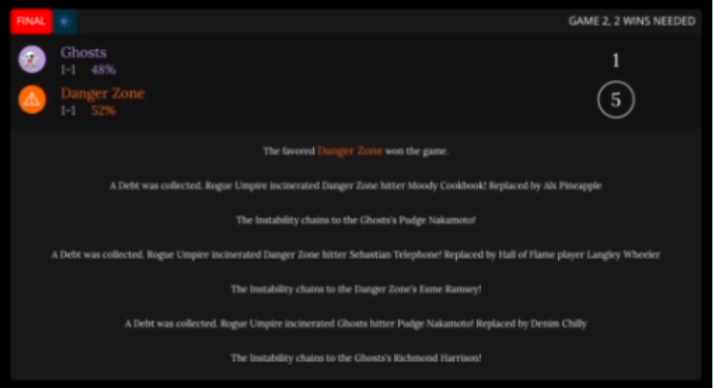 FINAL
GAME 2, 2 WINS NEEDED
Ghosts
1-1 48%
1
Danger Zone
1-1 52%
5
The favored Danger Zone won the game.
A Debt was collected. Rogue Umpire incinerated Danger Zone hitter Moody Cookbook! Replaced by Alx Pineapple
The Instability chains to the Ghosts's Pudge Nakamoto!
A Debt was collected. Rogue Umpire incinerated Danger Zone hitter Sebastian Telephone! Replaced by Hall of Flame player Langley Wheeler
The Instability chains to the Danger Zone's Esme Ramsey!
A Debt was collected. Rogue Umpire incinerated Ghosts hitter Pudge Nakamoto! Replaced by Denim Chilly
The Instability chains to the Ghosts's Richmond Harrison!